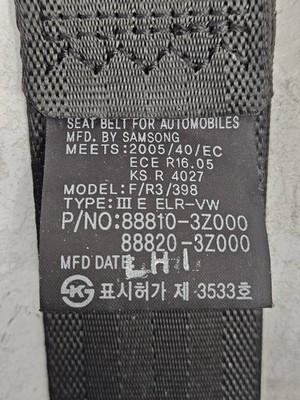 SEAT BELT FOR AUTOMOBILES
MFD. BY SAMSONG
MEETS: 2005/40/EC
ECE R16.05
KS R 4027
MODEL: F/R3/398
TYPE: Ⅲ E ELR-VW
P/NO: 88810-3Z000
88820-3Z000
MFD DATE: LH1
표시허가 제 3533호